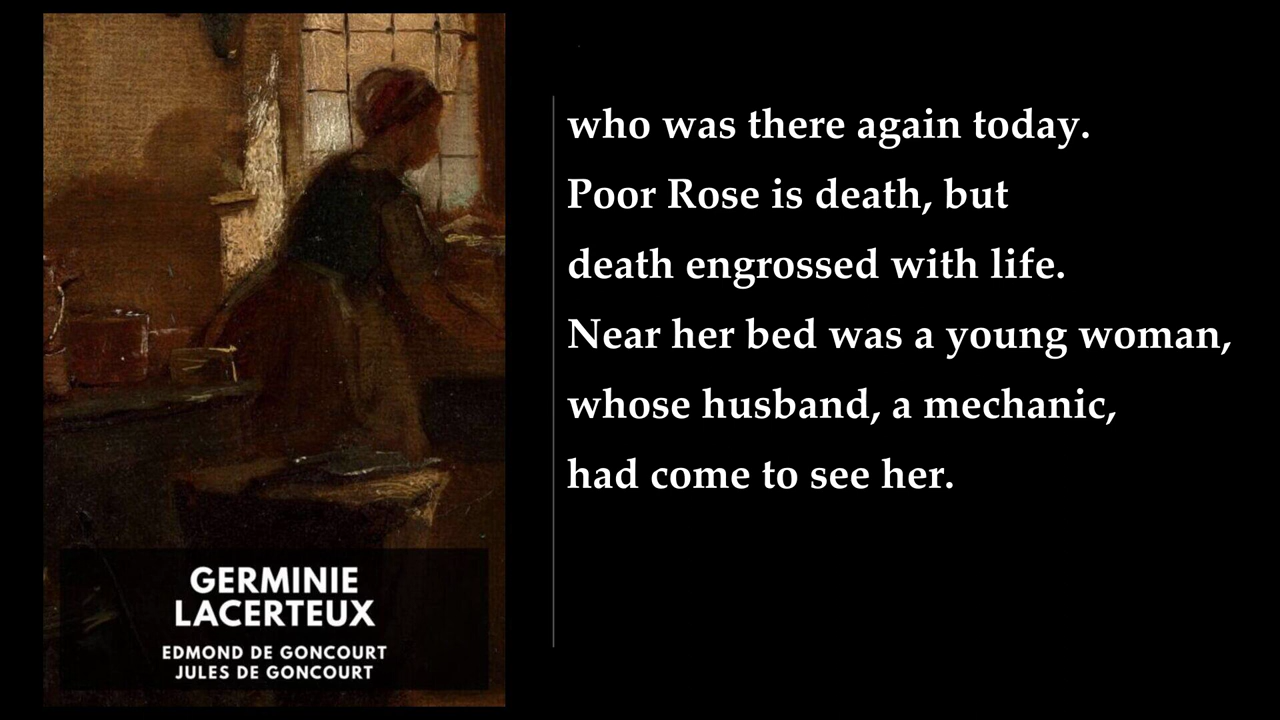 who was there again today.
Poor Rose is death, but
death engrossed with life.
Near her bed was a young woman,
whose husband, a mechanic,
had come to see her.
GERMINIE
LACERTEUX
EDMOND DE GONCOURT
JULES DE GONCOURT